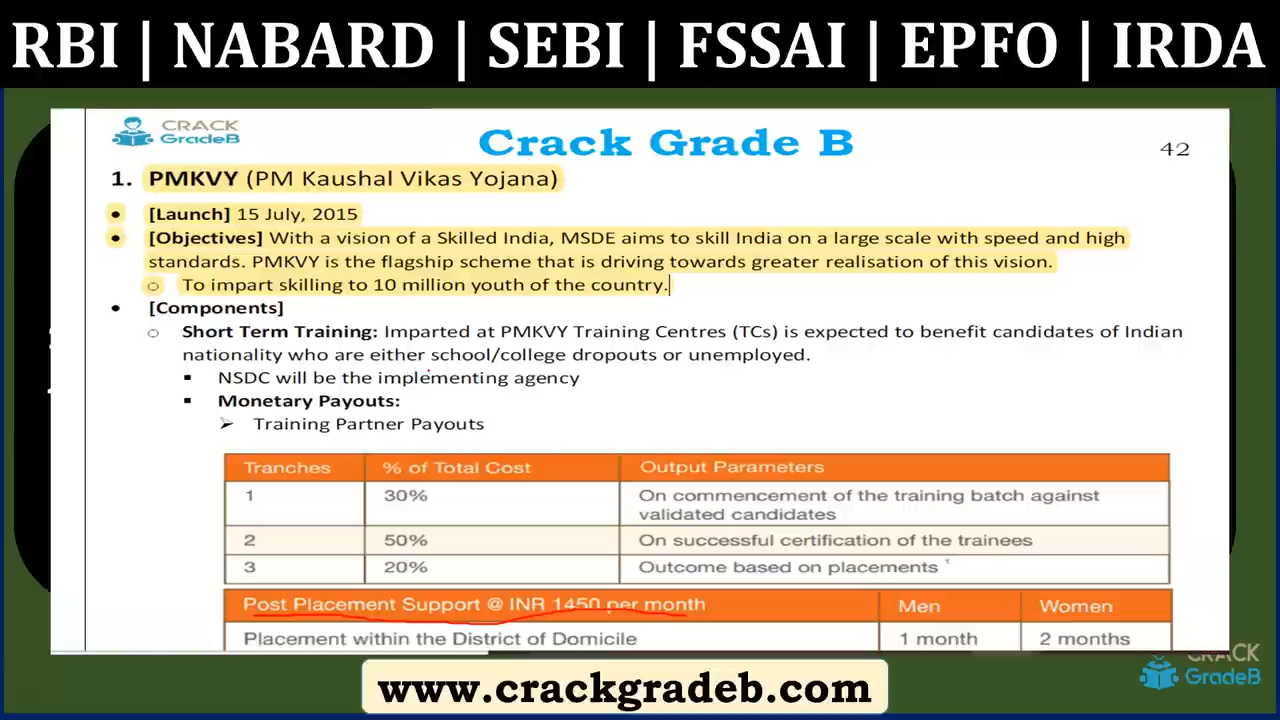 RBI | NABARD | SEBI | FSSAI | EPFO | IRDA
CRACK
GradeB
Crack Grade B
42
1. PMKVY (PM Kaushal Vikas Yojana)
• [Launch] 15 July, 2015
• [Objectives] With a vision of a Skilled India, MSDE aims to skill India on a large scale with speed and high
standards. PMKVY is the flagship scheme that is driving towards greater realisation of this vision.
○ To impart skilling to 10 million youth of the country.
• [Components]
○ Short Term Training: Imparted at PMKVY Training Centres (TCs) is expected to benefit candidates of Indian
nationality who are either school/college dropouts or unemployed.
▪ NSDC will be the implementing agency
▪ Monetary Payouts:
➢ Training Partner Payouts
Tranches % of Total Cost Output Parameters
1 30% On commencement of the training batch against
validated candidates
2 50% On successful certification of the trainees
3 20% Outcome based on placements ¹
Post Placement Support @ INR 1450 per month Men Women
Placement within the District of Domicile 1 month 2 months
CRACK
GradeB
www.crackgradeb.com